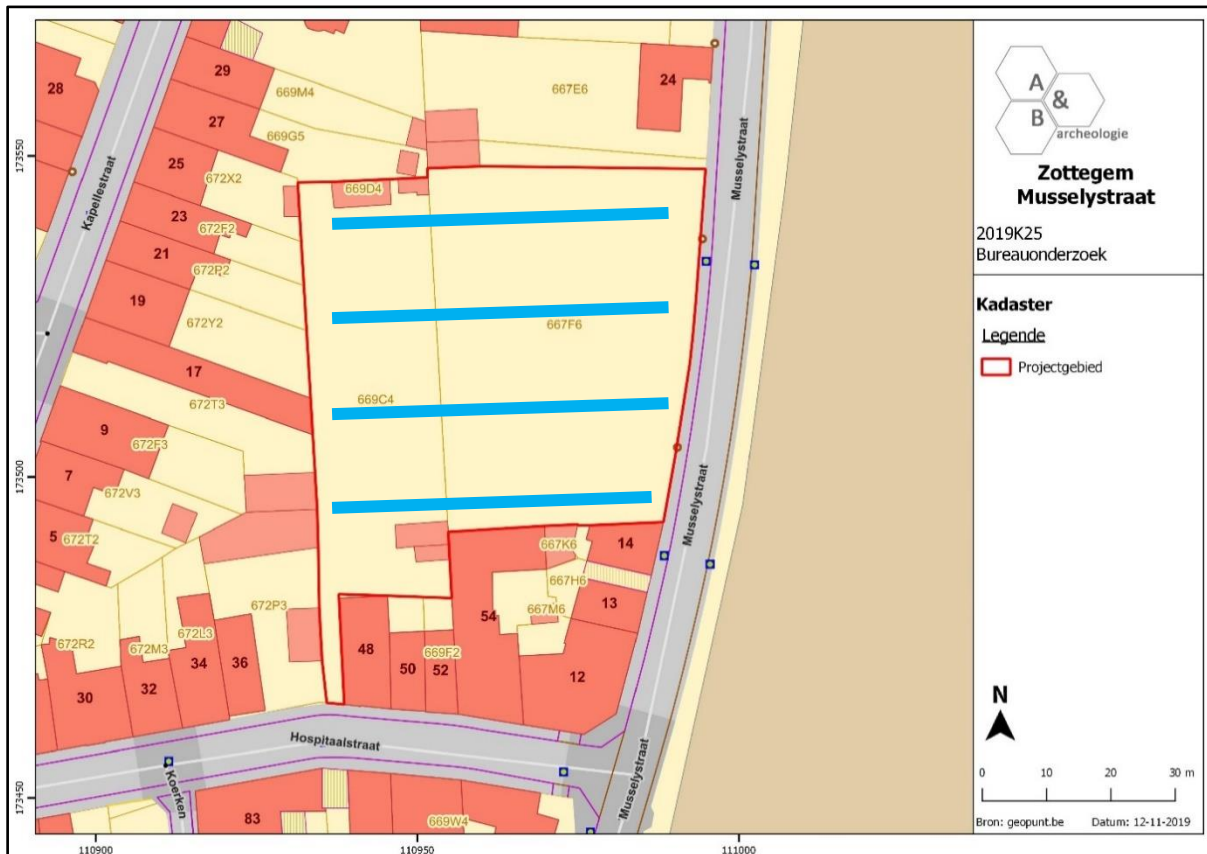 29
28
669M4
667E6
24
27
669G5
25
672X2
173550
669D4
Kapellestraat
Musselystraat
23
672F2
21
672P2
19
672Y2
667F6
17
669C4
672T3
9
672F3
7
672V3
173500
5
672T2
Musselystraat
14
667K6
667H6
13
667M6
672P3
54
672R2
672M3
672L3
48
50
669F2
52
36
34
32
30
12
Hospitaalstraat
Musselystraat
Koerken
173450
83
669W4
110900
110950
111000
A
&
B
archeologie
Zottegem
Musselystraat
2019K25
Bureauonderzoek
Kadaster
Legende
Projectgebied
N
0 10 20 30 m
Bron: geopunt.be Datum: 12-11-2019